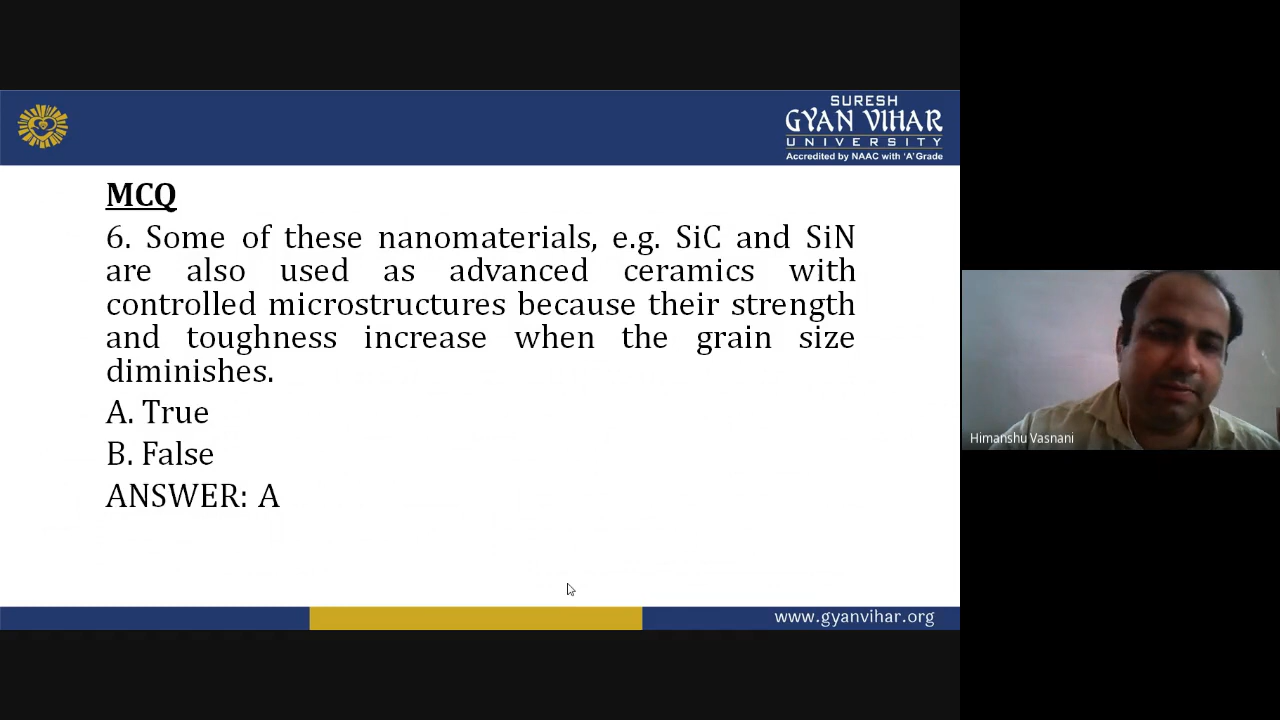 SURESH
GYAN VIHAR
UNIVERSITY
Accredited by NAAC with 'A' Grade
MCQ
6. Some of these nanomaterials, e.g. SiC and SiN
are also used as advanced ceramics with
controlled microstructures because their strength
and toughness increase when the grain size
diminishes.
A. True
B. False
ANSWER: A
Himanshu Vasnani
www.gyanvihar.org